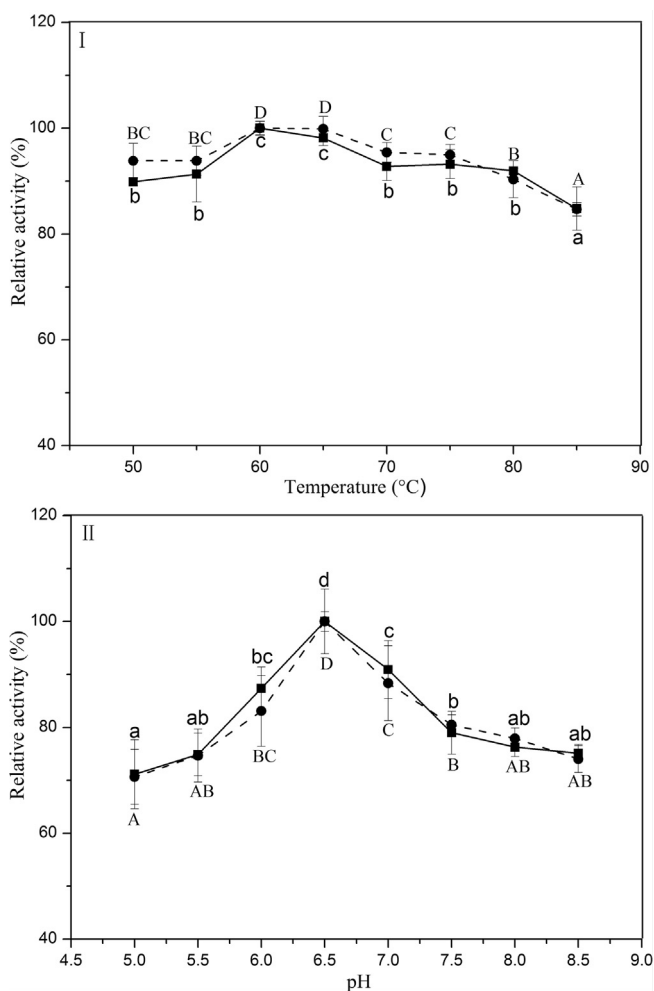 120
I
D D
BC BC
100
C C
B
A
c c
b b b b
b
80
a
60
40
Relative activity (%)
50 60 70 80 90
Temperature (°C)
120
II
d
100
c
bc
D
ab
b
ab ab
a
80
C
BC
B
AB AB
AB
A
60
40
Relative activity (%)
4.5 5.0 5.5 6.0 6.5 7.0 7.5 8.0 8.5 9.0
pH